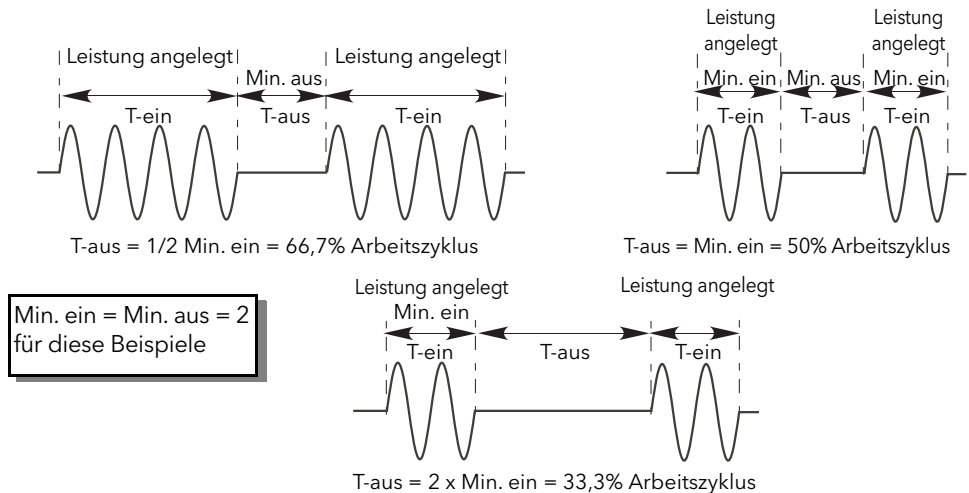 Leistung angelegt
Min. aus
Leistung angelegt
T-ein
T-aus
T-ein
T-aus = 1/2 Min. ein = 66,7% Arbeitszyklus
Leistung
angelegt
Leistung
angelegt
Min. ein
Min. aus
Min. ein
T-ein
T-aus
T-ein
T-aus = Min. ein = 50% Arbeitszyklus
Min. ein = Min. aus = 2
für diese Beispiele
Leistung angelegt
Leistung angelegt
Min. ein
T-ein
T-aus
T-ein
T-aus = 2 x Min. ein = 33,3% Arbeitszyklus